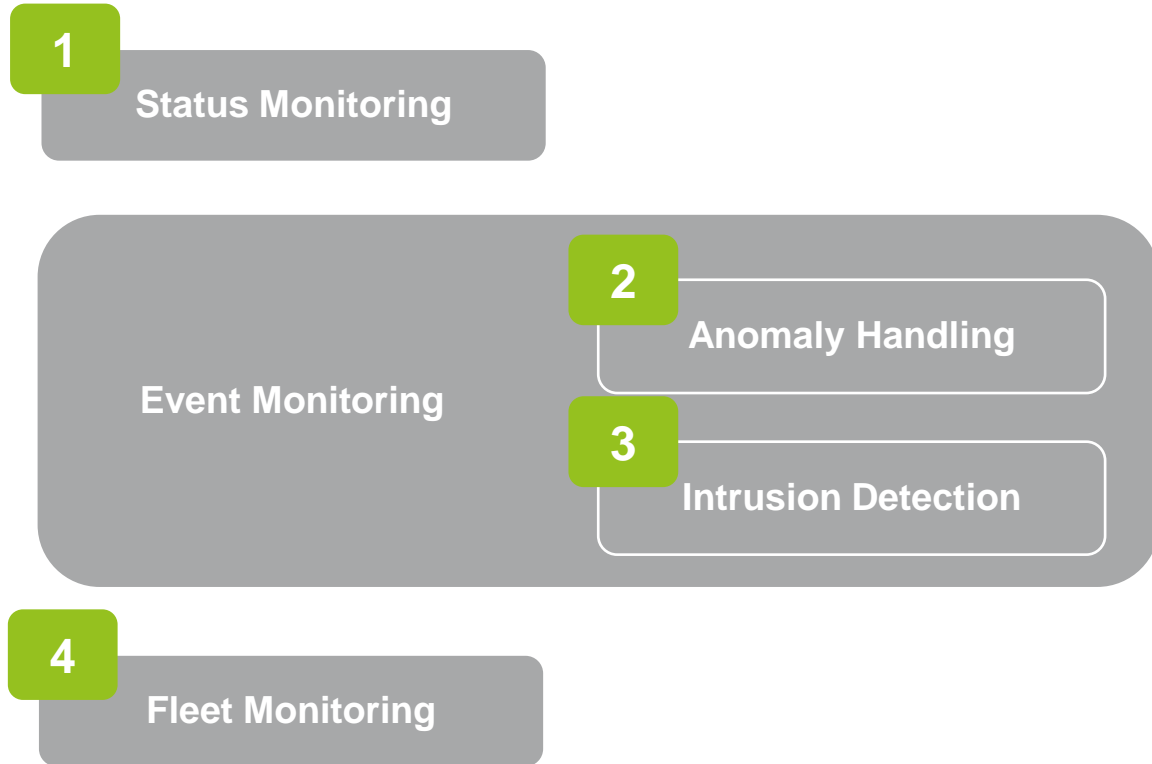 1
Status Monitoring
2
Anomaly Handling
Event Monitoring
3
Intrusion Detection
4
Fleet Monitoring